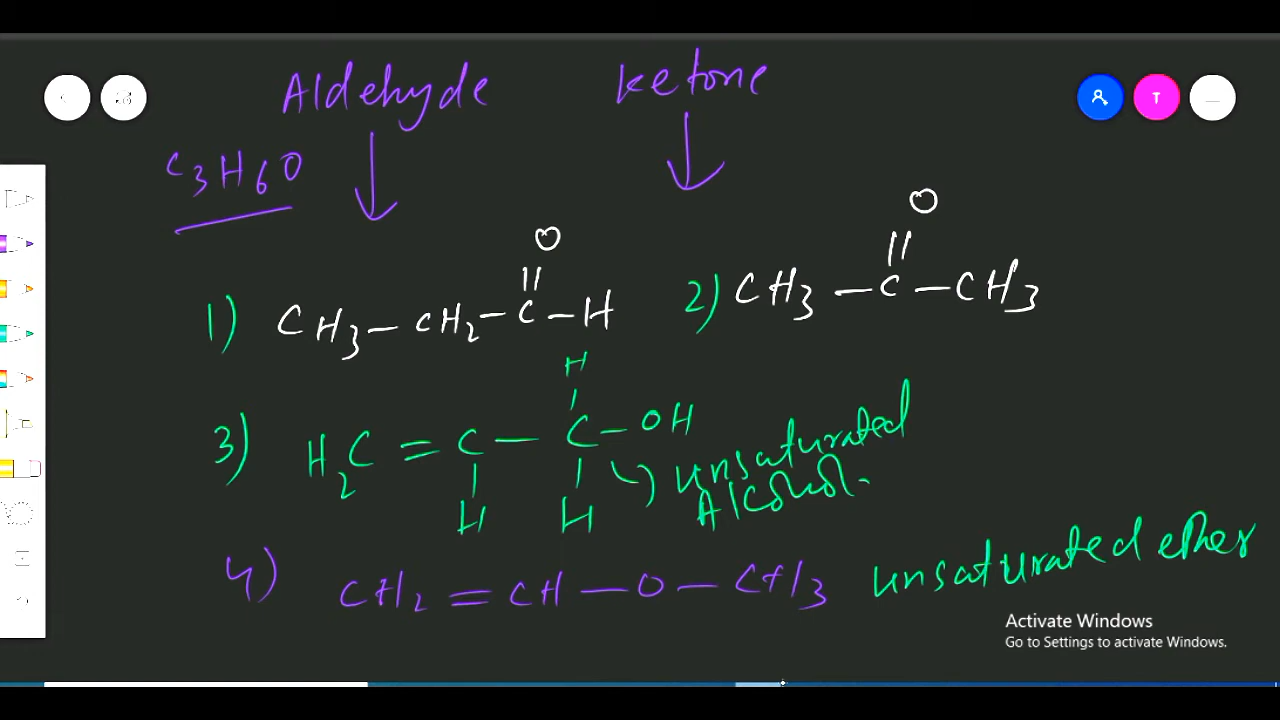 Aldehyde Ketone
C3H6O
O O
1) CH3 — CH2 — C — H 2) CH3 — C — CH3
H
3) H2C = C — C — OH unsaturated
H H Alcohol.
4) CH2 = CH — O — CH3 unsaturated ether
T
Activate Windows
Go to Settings to activate Windows.